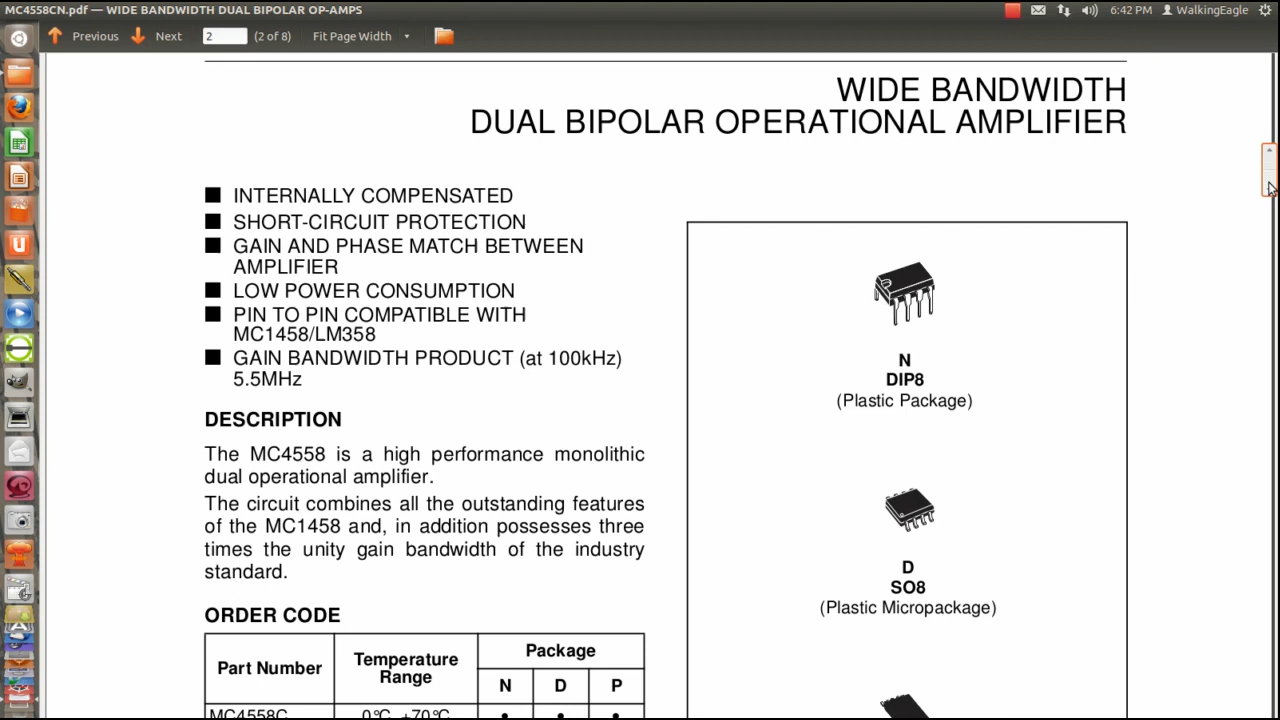 MC4558CN.pdf — WIDE BANDWIDTH DUAL BIPOLAR OP-AMPS
6:42 PM
WalkingEagle
Previous
Next
2
(2 of 8)
Fit Page Width
WIDE BANDWIDTH
DUAL BIPOLAR OPERATIONAL AMPLIFIER
INTERNALLY COMPENSATED
SHORT-CIRCUIT PROTECTION
GAIN AND PHASE MATCH BETWEEN
AMPLIFIER
LOW POWER CONSUMPTION
PIN TO PIN COMPATIBLE WITH
MC1458/LM358
GAIN BANDWIDTH PRODUCT (at 100kHz)
5.5MHz
DESCRIPTION
The MC4558 is a high performance monolithic
dual operational amplifier.
The circuit combines all the outstanding features
of the MC1458 and, in addition possesses three
times the unity gain bandwidth of the industry
standard.
ORDER CODE
Part Number
Temperature
Range
Package
N D P
MC4558C 0°C, +70°C • • •
N
DIP8
(Plastic Package)
D
SO8
(Plastic Micropackage)